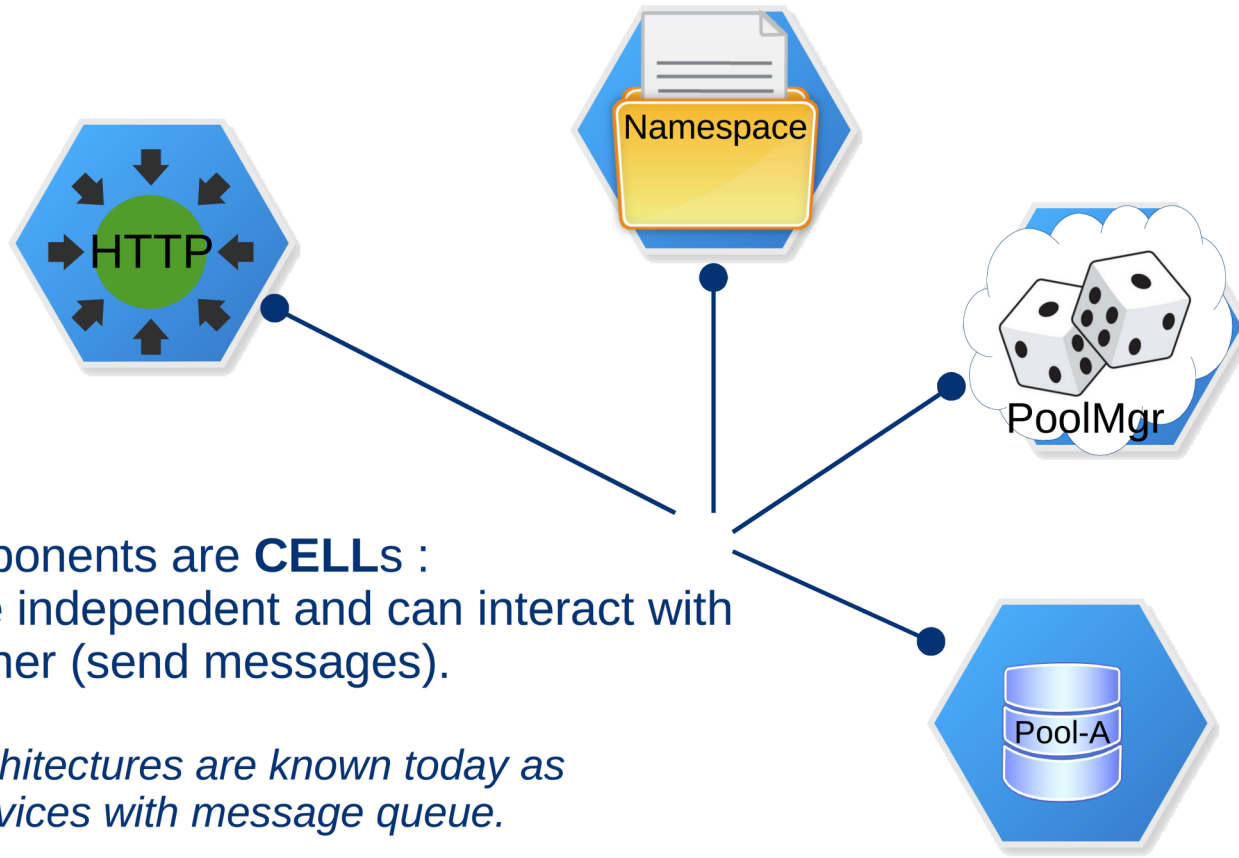 Namespace
HTTP
PoolMgr
ponents are CELLs :
e independent and can interact with
her (send messages).
Pool-A
hitectures are known today as
vices with message queue.